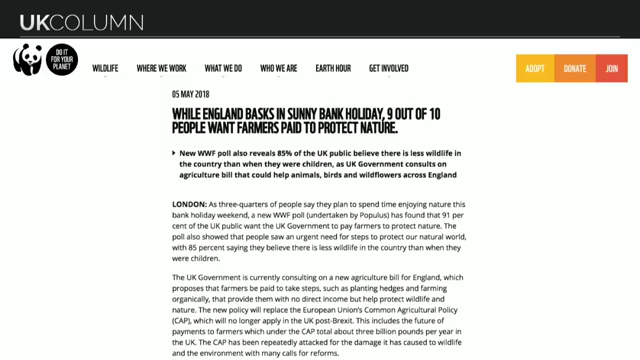 UKCOLUMN
DO IT
FOR YOUR
PLANET
WILDLIFE WHERE WE WORK WHAT WE DO WHO WE ARE EARTH HOUR GET INVOLVED ADOPT DONATE JOIN
05 MAY 2018
WHILE ENGLAND BASKS IN SUNNY BANK HOLIDAY, 9 OUT OF 10
PEOPLE WANT FARMERS PAID TO PROTECT NATURE.
New WWF poll also reveals 85% of the UK public believe there is less wildlife in
the country than when they were children, as UK Government consults on
agriculture bill that could help animals, birds and wildflowers across England
LONDON: As three-quarters of people say they plan to spend time enjoying nature this
bank holiday weekend, a new WWF poll (undertaken by Populus) has found that 91 per
cent of the UK public want the UK Government to pay farmers to protect nature. The
poll also showed that people saw an urgent need for steps to protect our natural world,
with 85 percent saying they believe there is less wildlife in the country than when they
were children.
The UK Government is currently consulting on a new agriculture bill for England, which
proposes that farmers be paid to take steps, such as planting hedges and farming
organically, that provide them with no direct income but help protect wildlife and
nature. The new policy will replace the European Union's Common Agricultural Policy
(CAP), which will no longer apply in the UK post-Brexit. This includes the future of
payments to farmers which under the CAP total about three billion pounds per year in
the UK. The CAP has been repeatedly attacked for the damage it has caused to wildlife
and the environment with many calls for reforms.